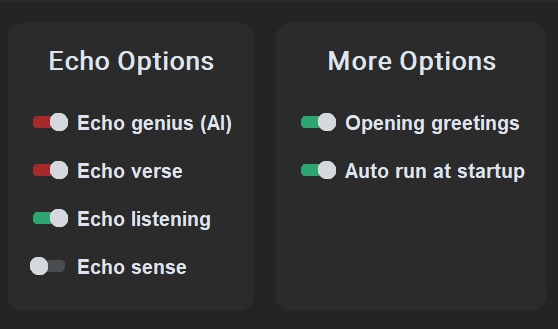 Echo Options
Echo genius (AI)
Echo verse
Echo listening
Echo sense
More Options
Opening greetings
Auto run at startup